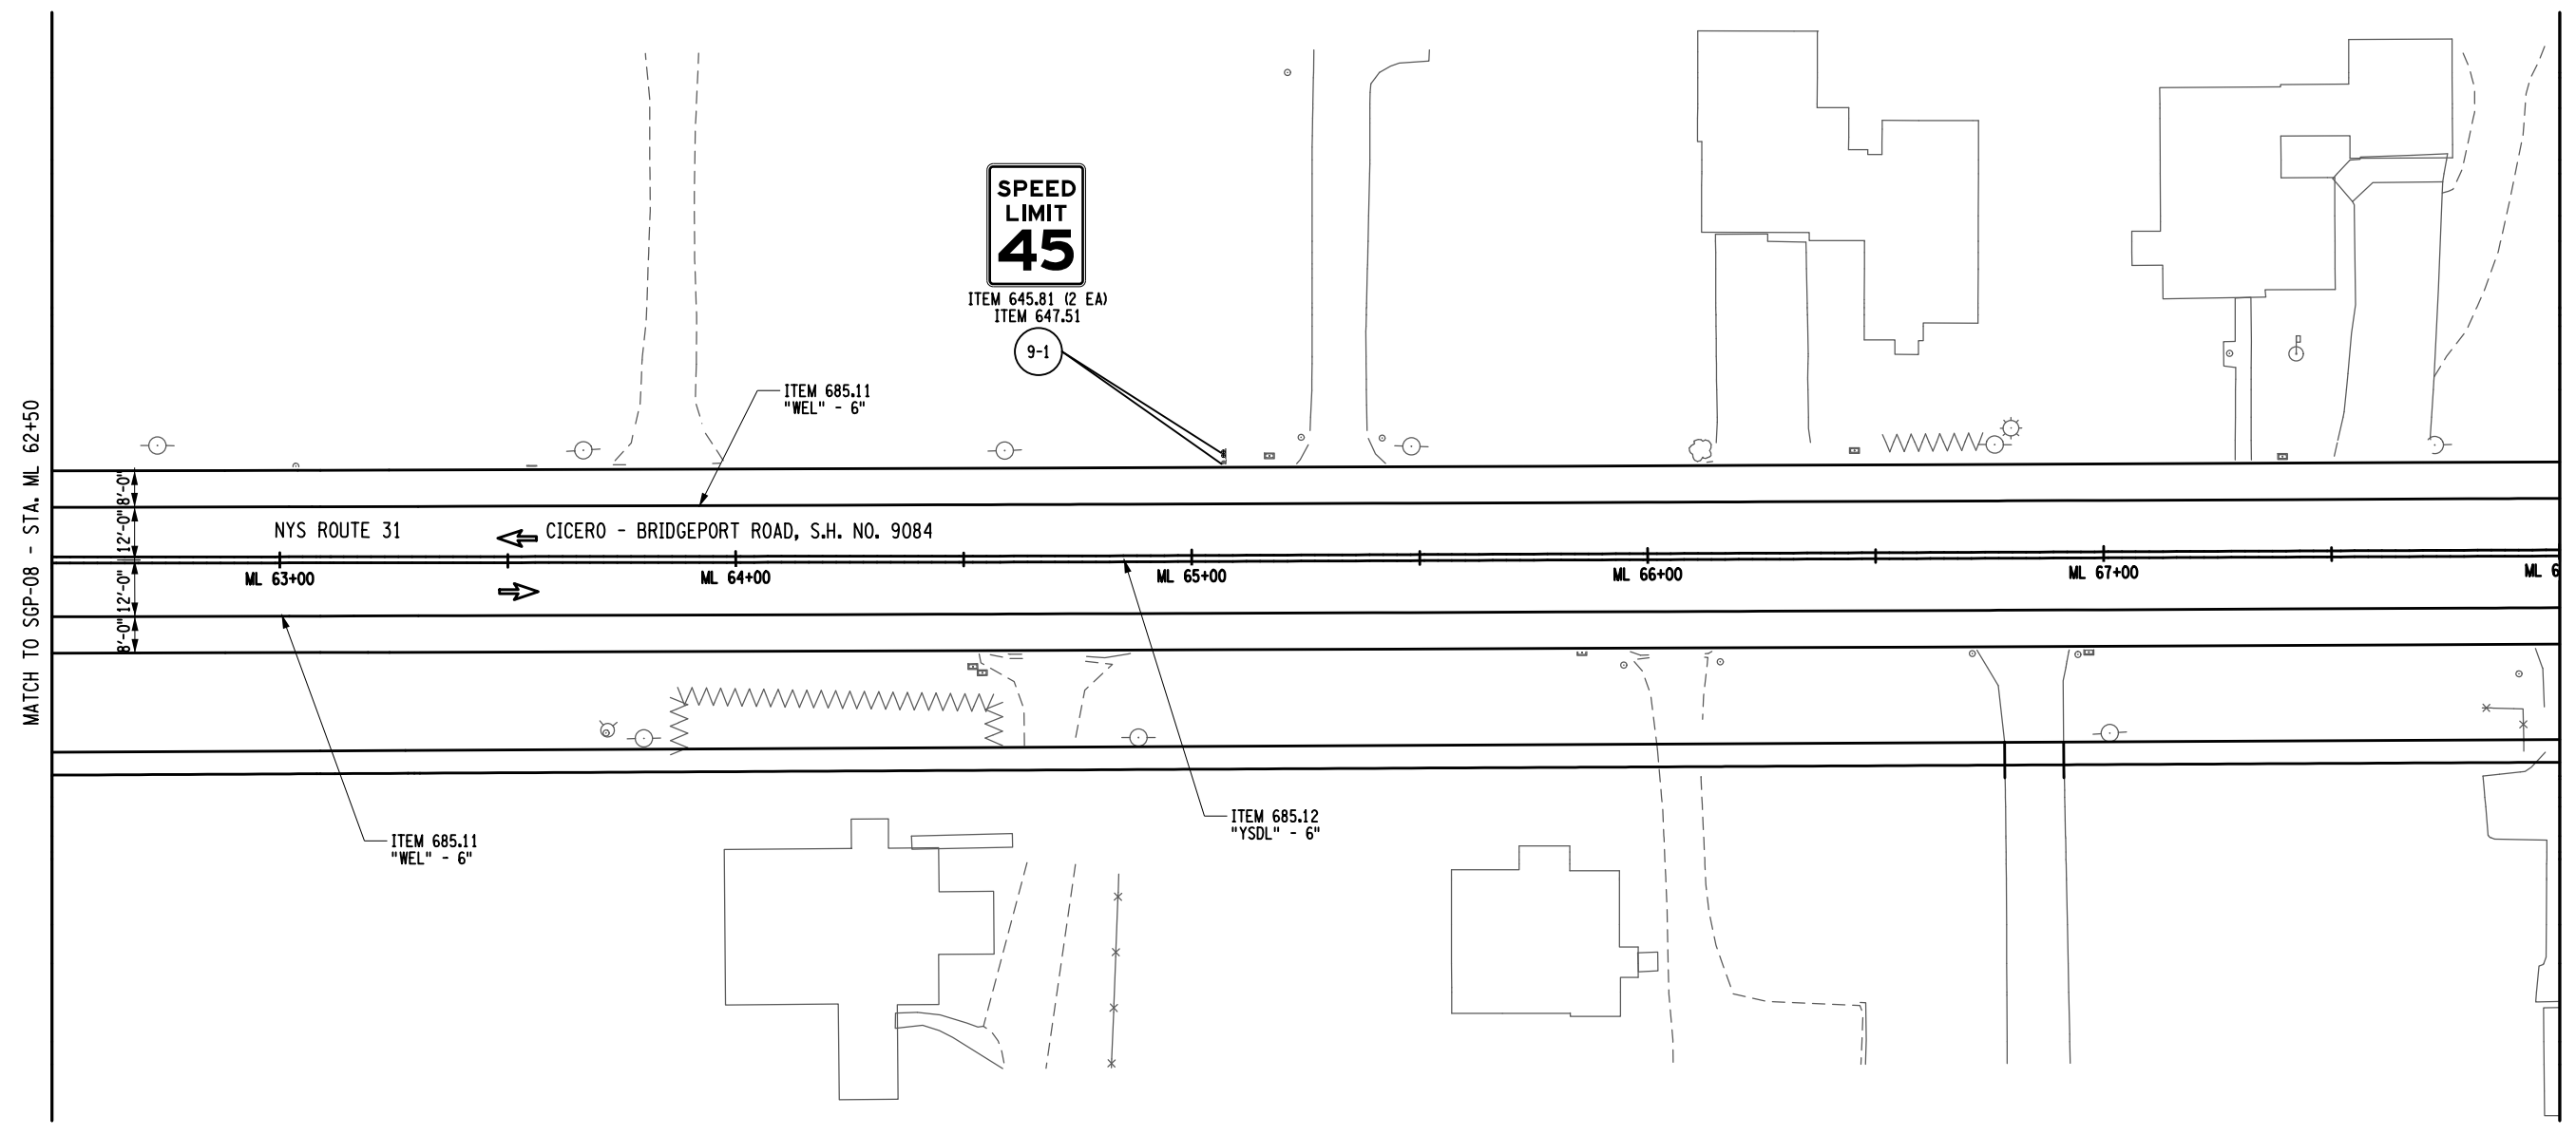 SPEED
LIMIT
45
ITEM 645.81 (2 EA)
ITEM 647.51
9-1
ITEM 685.11
"WEL" - 6"
MATCH TO SGP-08 - STA. ML 62+50
8'-0"
12'-0"
12'-0"
8'-0"
NYS ROUTE 31
CICERO - BRIDGEPORT ROAD, S.H. NO. 9084
ML 63+00
ML 64+00
ML 65+00
ML 66+00
ML 67+00
ML 6
ITEM 685.11
"WEL" - 6"
ITEM 685.12
"YSDL" - 6"